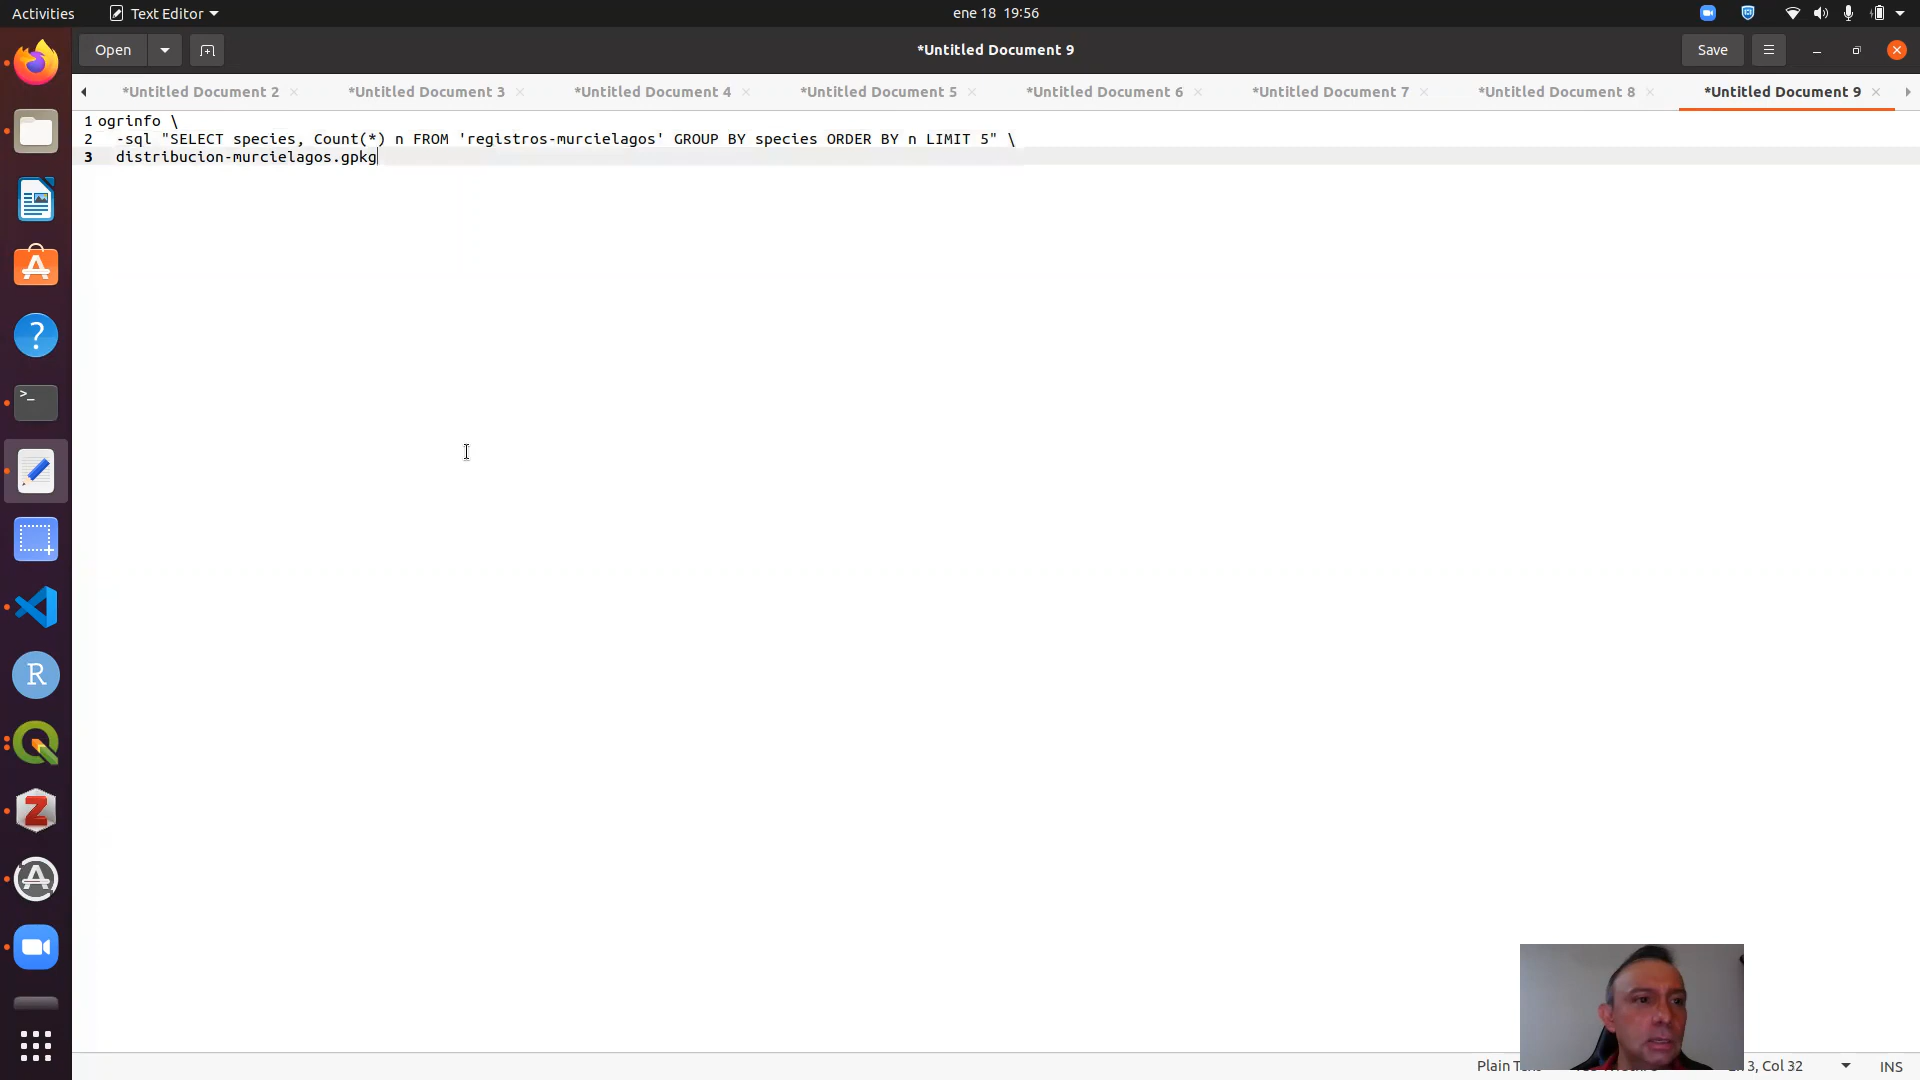 Activities
Text Editor
ene 18 19:56
Open
*Untitled Document 9
Save
*Untitled Document 2
*Untitled Document 3
*Untitled Document 4
*Untitled Document 5
*Untitled Document 6
*Untitled Document 7
*Untitled Document 8
*Untitled Document 9
1 ogrinfo \
2 -sql "SELECT species, Count(*) n FROM 'registros-murcielagos' GROUP BY species ORDER BY n LIMIT 5" \
3 distribucion-murcielagos.gpkg
Plain
3, Col 32
INS